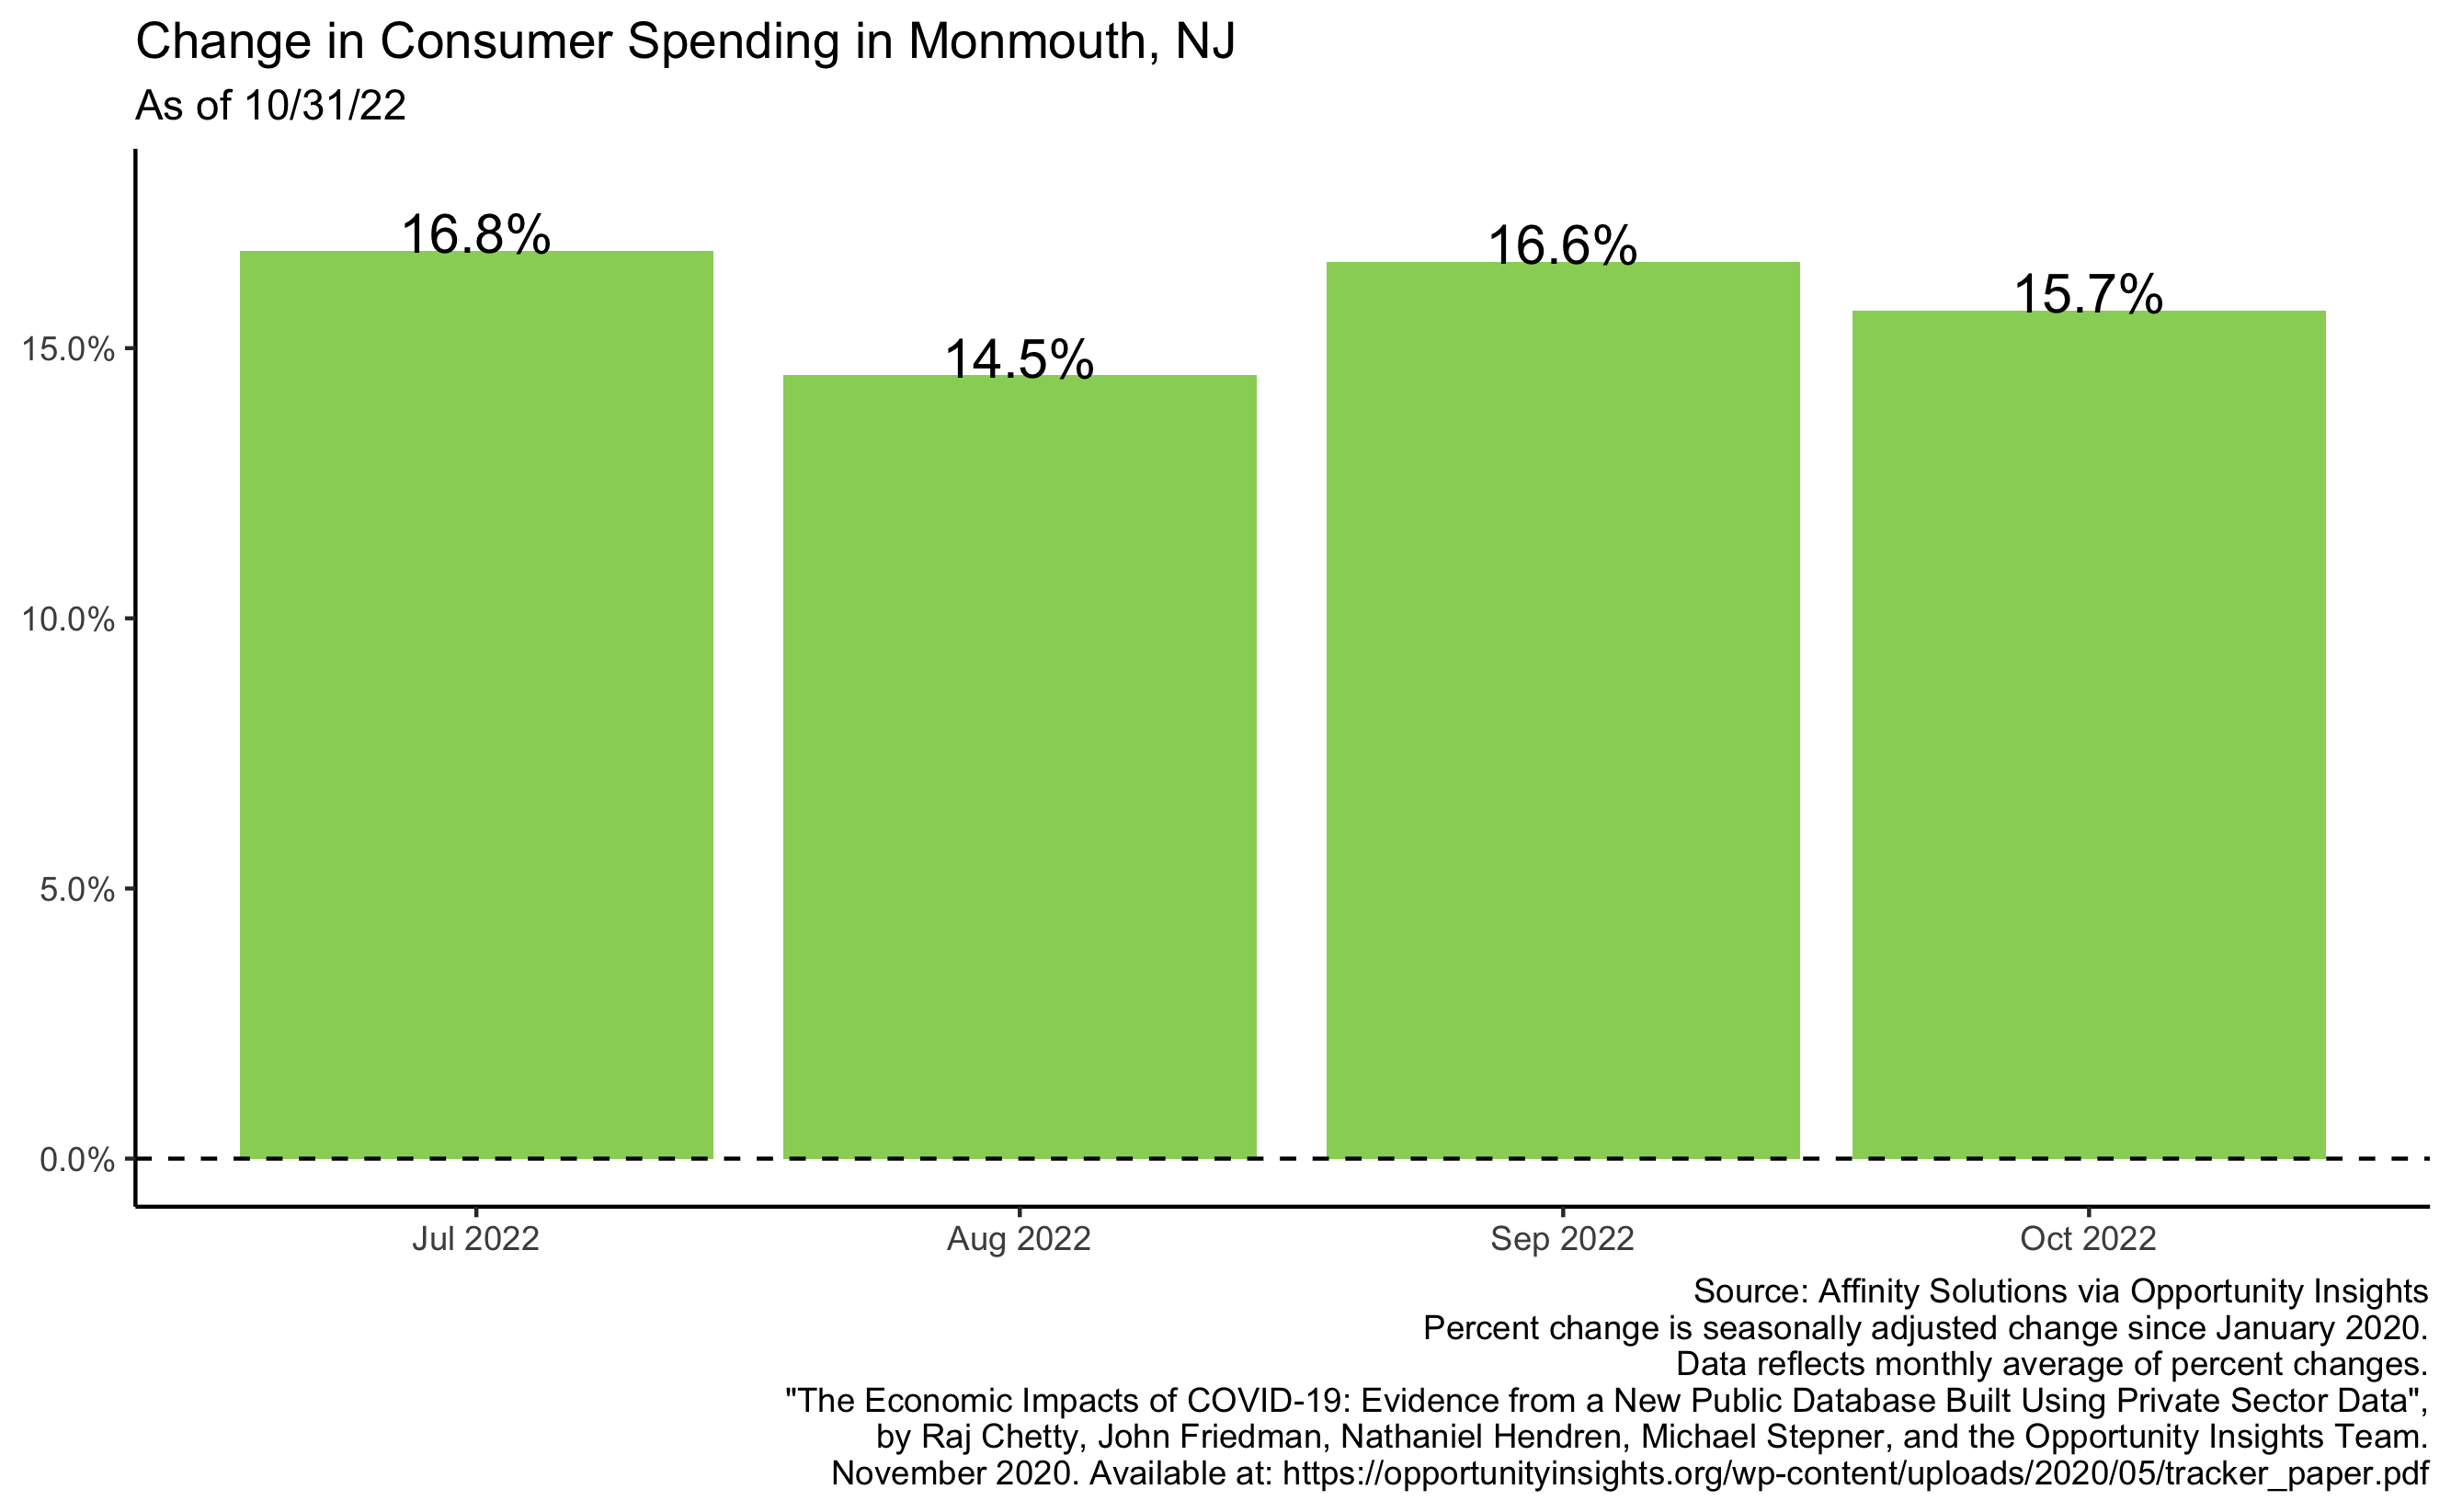 Change in Consumer Spending in Monmouth, NJ
As of 10/31/22
16.8%
14.5%
16.6%
15.7%
15.0%
10.0%
5.0%
0.0%
Jul 2022
Aug 2022
Sep 2022
Oct 2022
Source: Affinity Solutions via Opportunity Insights
Percent change is seasonally adjusted change since January 2020.
Data reflects monthly average of percent changes.
"The Economic Impacts of COVID-19: Evidence from a New Public Database Built Using Private Sector Data",
by Raj Chetty, John Friedman, Nathaniel Hendren, Michael Stepner, and the Opportunity Insights Team.
November 2020. Available at: https://opportunityinsights.org/wp-content/uploads/2020/05/tracker_paper.pdf